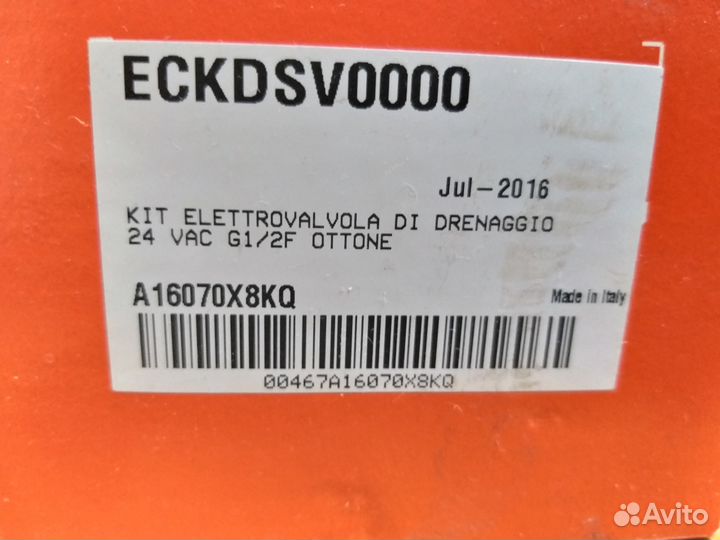 ECKDSV0000
Jul-2016
KIT ELETTROVALVOLA DI DRENAGGIO
24 VAC G1/2F OTTONE
A16070X8KQ
Made in Italy
00467A16070X8KQ
Avito